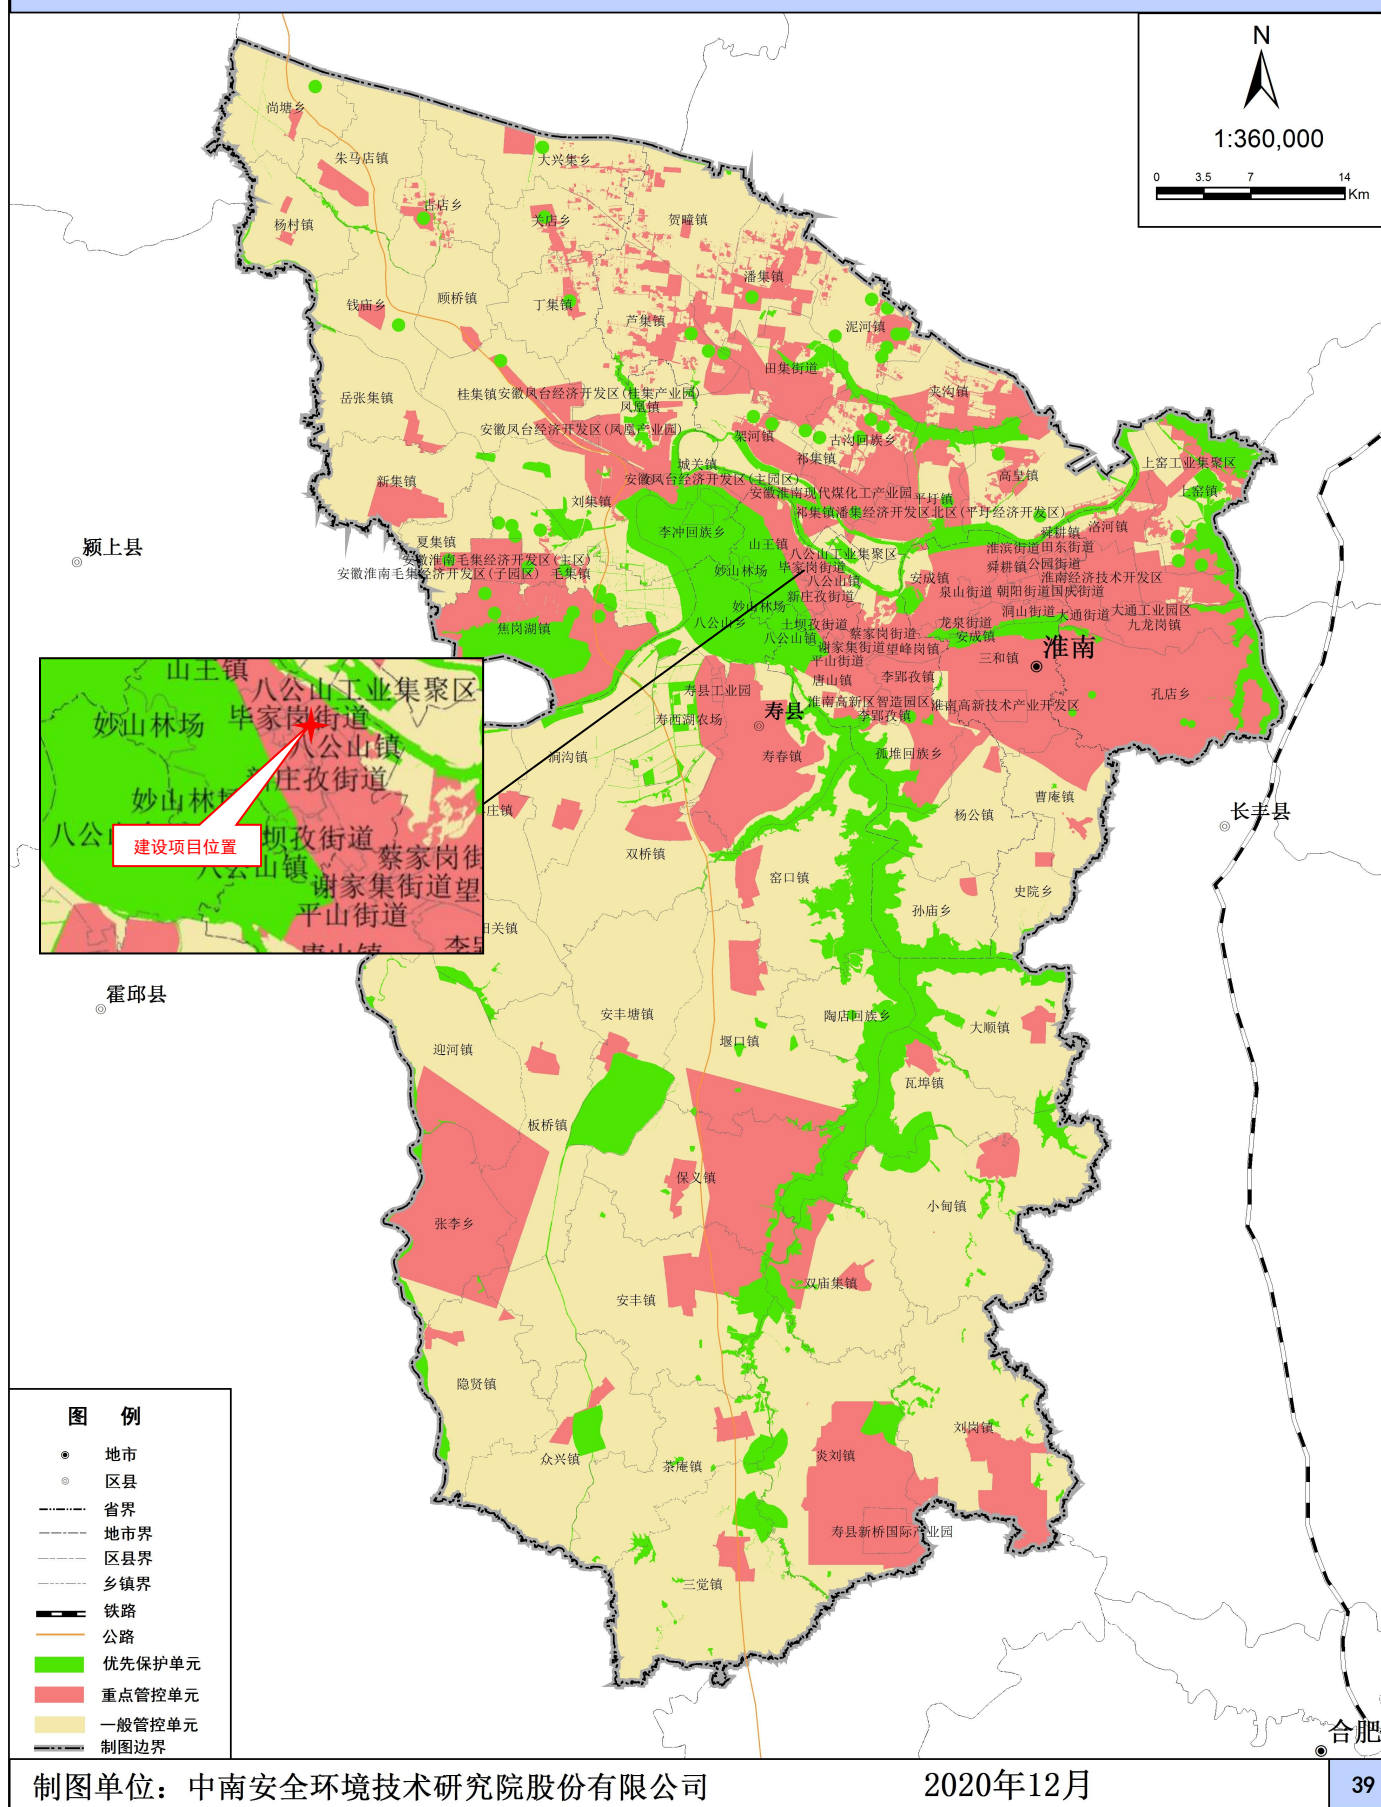 N
1:360,000
0 3.5 7 14 Km
尚塘乡
朱马店镇
大兴集乡
古店乡
关店乡
贺疃镇
杨村镇
潘集镇
钱庙乡
顾桥镇
丁集镇
芦集镇
泥河镇
田集街道
岳张集镇
桂集镇
安徽凤台经济开发区(桂集产业园)
凤凰镇
夹沟镇
安徽凤台经济开发区(凤凰产业园)
架河镇
古沟回族乡
城关镇
祁集镇
上窑工业集聚区
新集镇
安徽凤台经济开发区(主园区)
高皇镇
上窑镇
刘集镇
安徽淮南现代煤化工产业园
平圩镇
祁集镇
潘集经济开发区北区(平圩经济开发区)
李冲回族乡
舜耕镇
洛河镇
夏集镇
山王镇
八公山工业集聚区
淮滨街道
田东街道
安徽淮南毛集经济开发区(主区)
毕家岗街道
舜耕镇
公园街道
安徽淮南毛集经济开发区(子园区)
毛集镇
妙山林场
八公山镇
安成镇
淮南经济技术开发区
新庄孜街道
泉山街道
朝阳街道
国庆街道
妙山林场
洞山街道
大通街道
大通工业园区
焦岗湖镇
八公山乡
土坝孜街道
龙泉街道
九龙岗镇
八公山镇
蔡家岗街道
安成镇
谢家集街道
望峰岗镇
淮南
平山街道
三和镇
唐山镇
李郢孜镇
寿县工业园
孔店乡
淮南高新区智造园区
淮南高新技术产业开发区
寿西湖农场
寿县
李郢孜镇
涧沟镇
寿春镇
孤堆回族乡
曹庵镇
庄镇
杨公镇
双桥镇
窑口镇
史院乡
孙庙乡
关镇
颍上县
长丰县
霍邱县
山王镇
八公山工业集聚区
妙山林场
毕家岗街道
八公山镇
庄孜街道
妙山林
八公
坝孜街道
建设项目位置
蔡家岗街
八公山镇
谢家集街道
望
平山街道
安丰塘镇
陶店回族乡
大顺镇
迎河镇
堰口镇
瓦埠镇
板桥镇
保义镇
小甸镇
张李乡
双庙集镇
安丰镇
隐贤镇
刘岗镇
众兴镇
茶庵镇
炎刘镇
寿县新桥国际产业园
三觉镇
合肥
图 例
地市
区县
省界
地市界
区县界
乡镇界
铁路
公路
优先保护单元
重点管控单元
一般管控单元
制图边界
制图单位：中南安全环境技术研究院股份有限公司
2020年12月
39